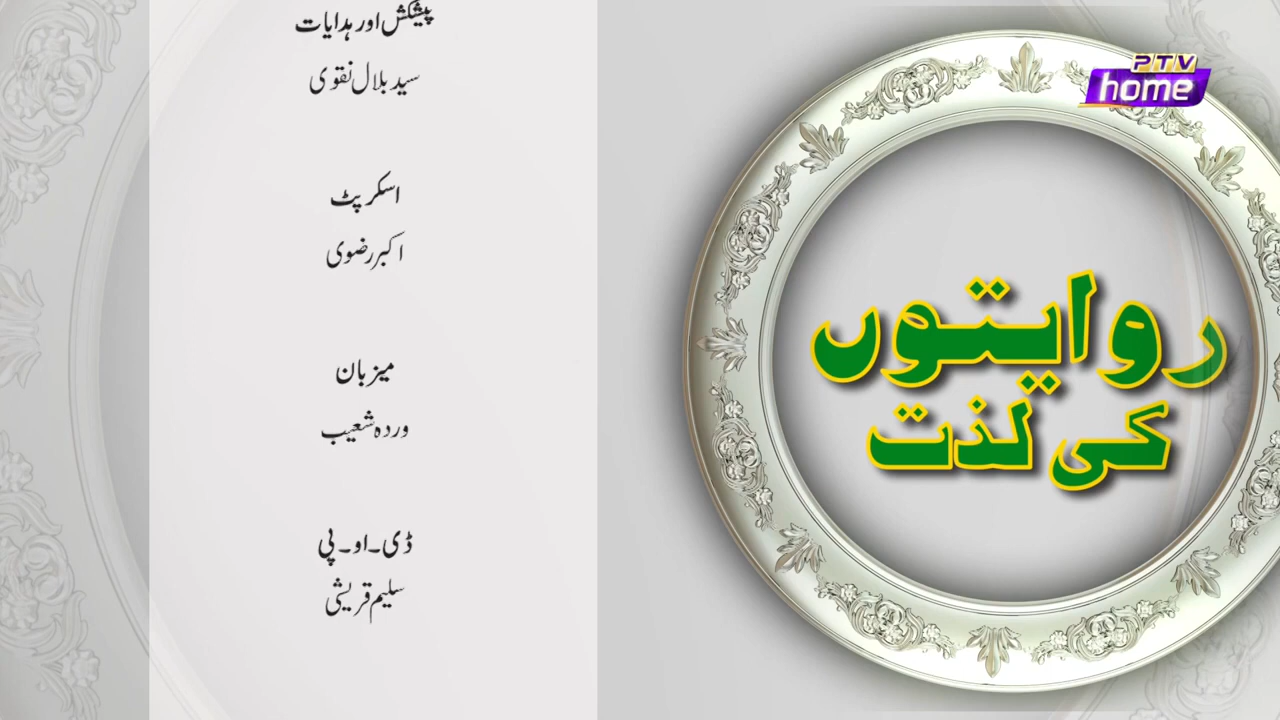 پیشکش اور ہدایات
سید بلال نقوی
اسکرپٹ
اکبر رضوی
میزبان
وردہ شعیب
ڈی۔او۔پی
سلیم قریشی
PTV
home
روایتوں
کی لذت